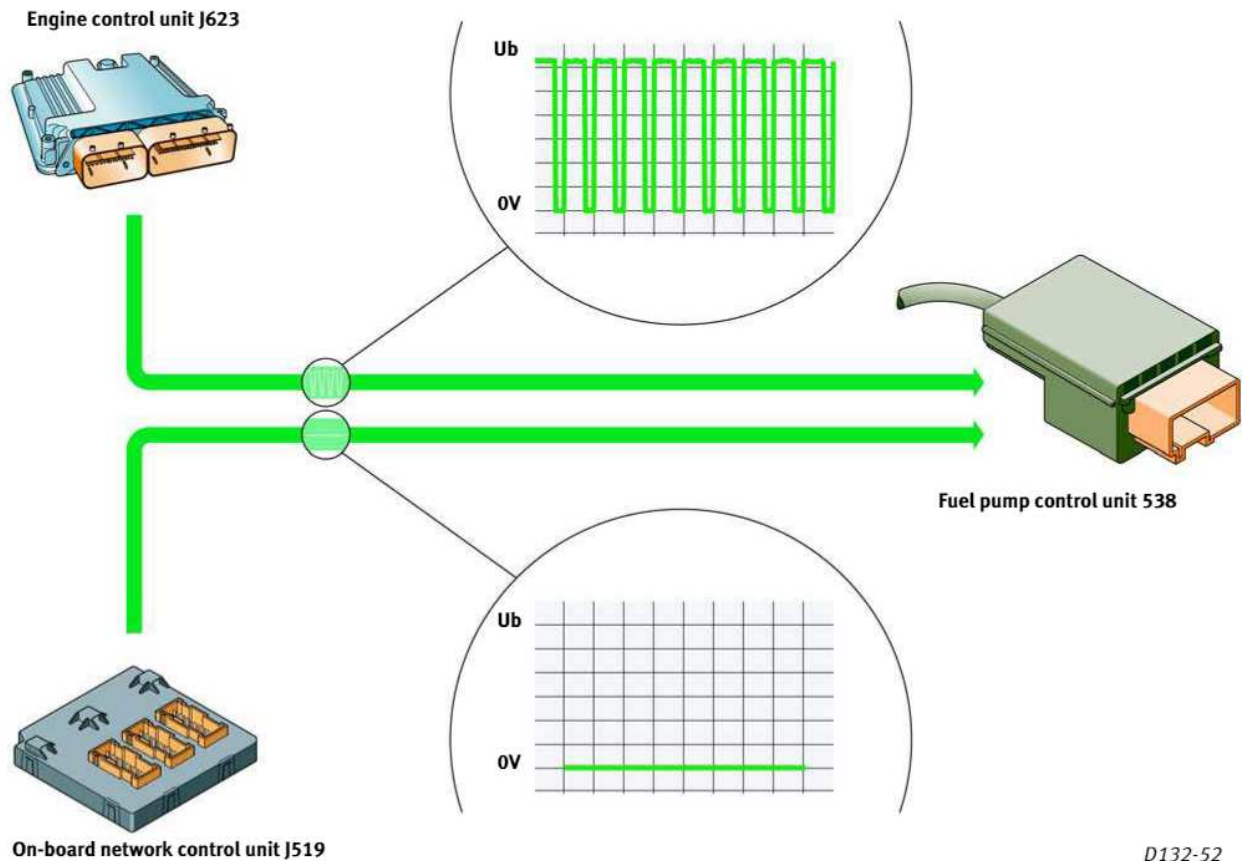 Engine control unit J623
Ub
0V
Fuel pump control unit 538
Ub
0V
On-board network control unit J519
D132-52